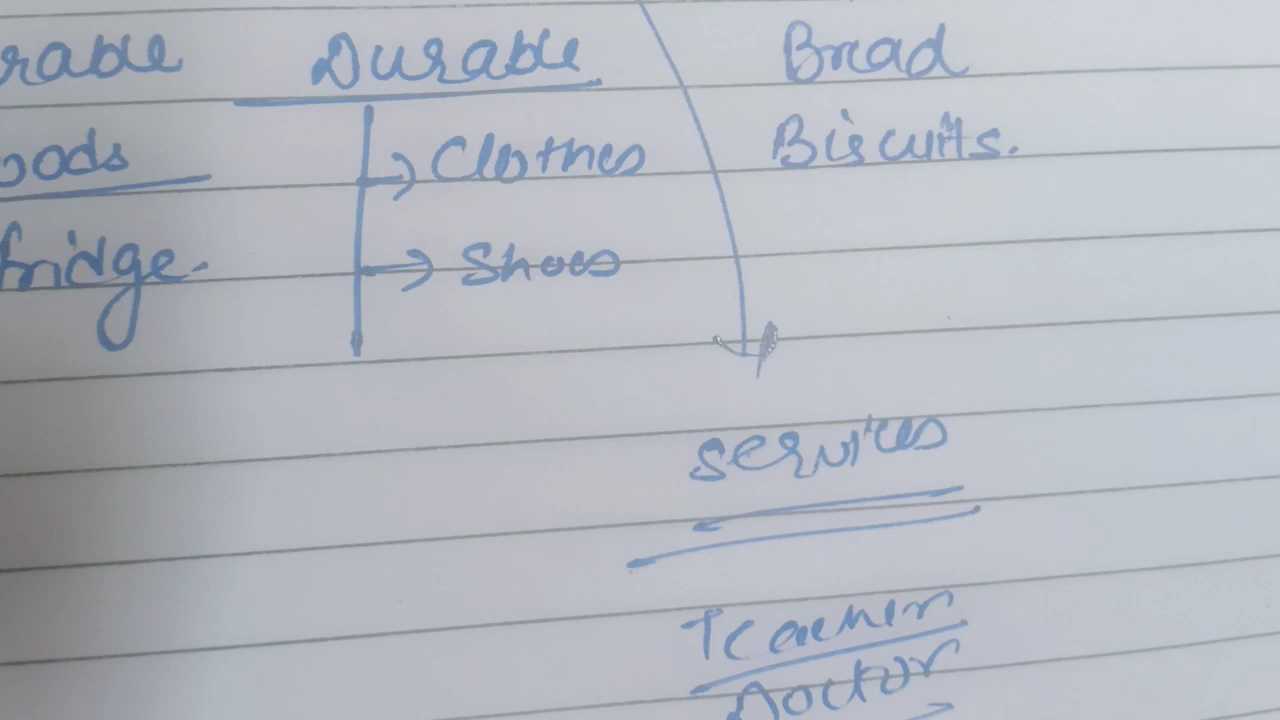 rable Durable Bread
oods Clothes Biscuits.
fridge. Shoes
Services
Teacher
Doctor